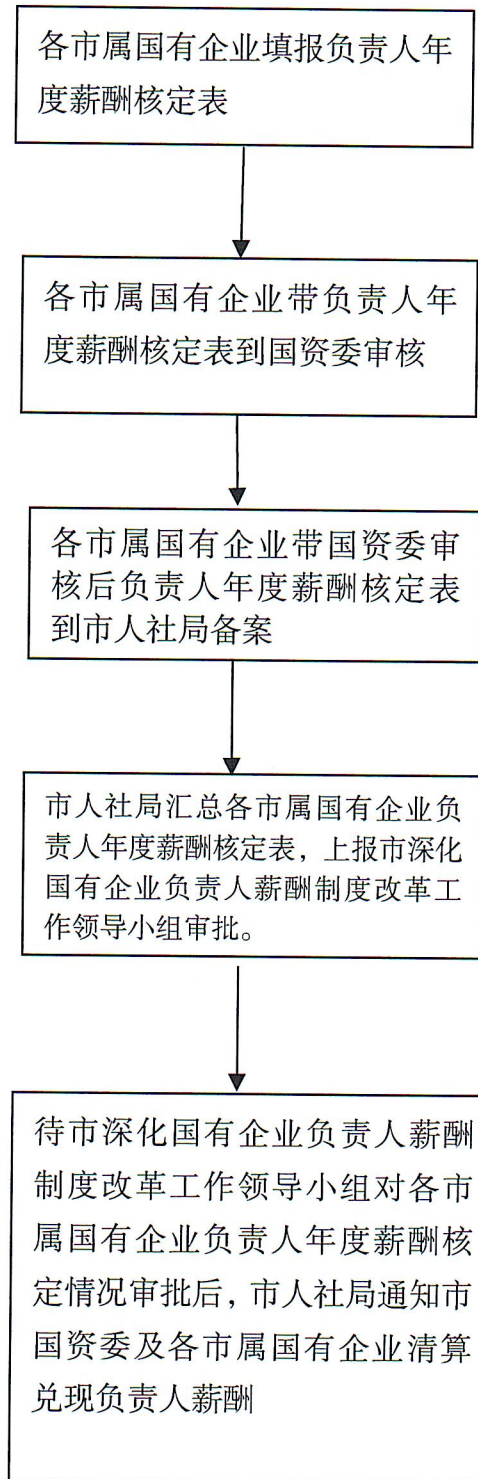 各市属国有企业填报负责人年
度薪酬核定表
各市属国有企业带负责人年
度薪酬核定表到国资委审核
各市属国有企业带国资委审
核后负责人年度薪酬核定表
到市人社局备案
市人社局汇总各市属国有企业负
责人年度薪酬核定表，上报市深化
国有企业负责人薪酬制度改革工
作领导小组审批。
待市深化国有企业负责人薪酬
制度改革工作领导小组对各市
属国有企业负责人年度薪酬核
定情况审批后，市人社局通知市
国资委及各市属国有企业清算
兑现负责人薪酬